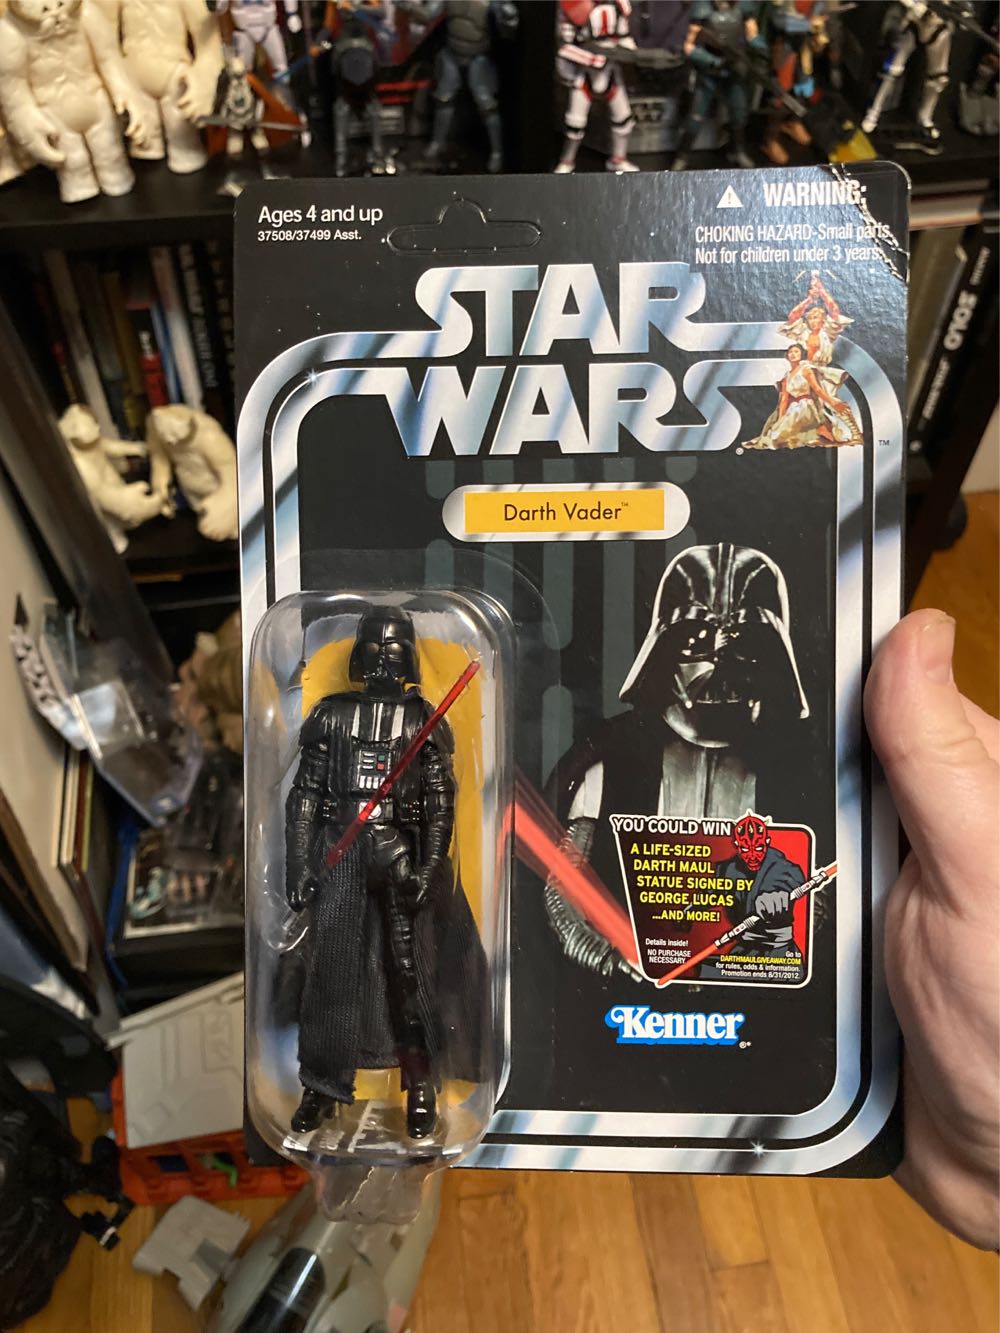 Ages 4 and up
37508/37499 Asst.
⚠ WARNING:
CHOKING HAZARD-Small parts.
Not for children under 3 years.
STAR
WARS
®
TM
Darth Vader™
YOU COULD WIN
A LIFE-SIZED
DARTH MAUL
STATUE SIGNED BY
GEORGE LUCAS
...AND MORE!
Details inside!
NO PURCHASE
NECESSARY
Go to
DARTHMAULGIVEAWAY.COM
for rules, odds & information.
Promotion ends 8/31/2012
Kenner
SOLO